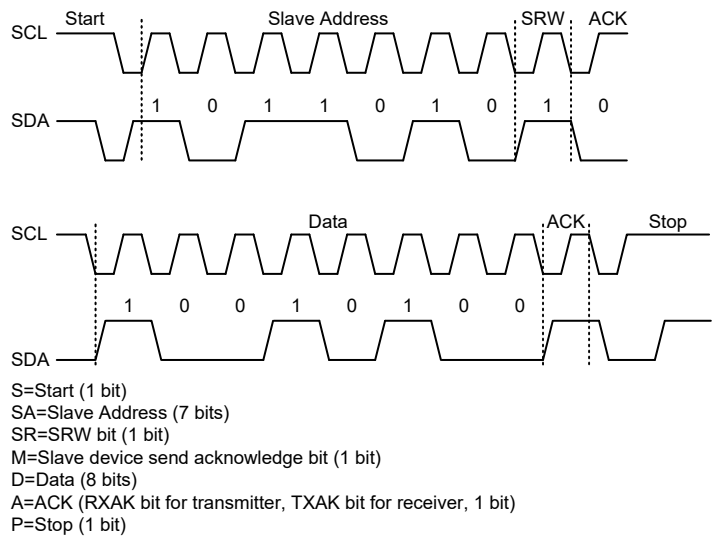 Start Slave Address SRW ACK
SCL
1 0 1 1 0 1 0 1 0
SDA
Data ACK Stop
SCL
1 0 0 1 0 1 0 0
SDA
S=Start (1 bit)
SA=Slave Address (7 bits)
SR=SRW bit (1 bit)
M=Slave device send acknowledge bit (1 bit)
D=Data (8 bits)
A=ACK (RXAK bit for transmitter, TXAK bit for receiver, 1 bit)
P=Stop (1 bit)